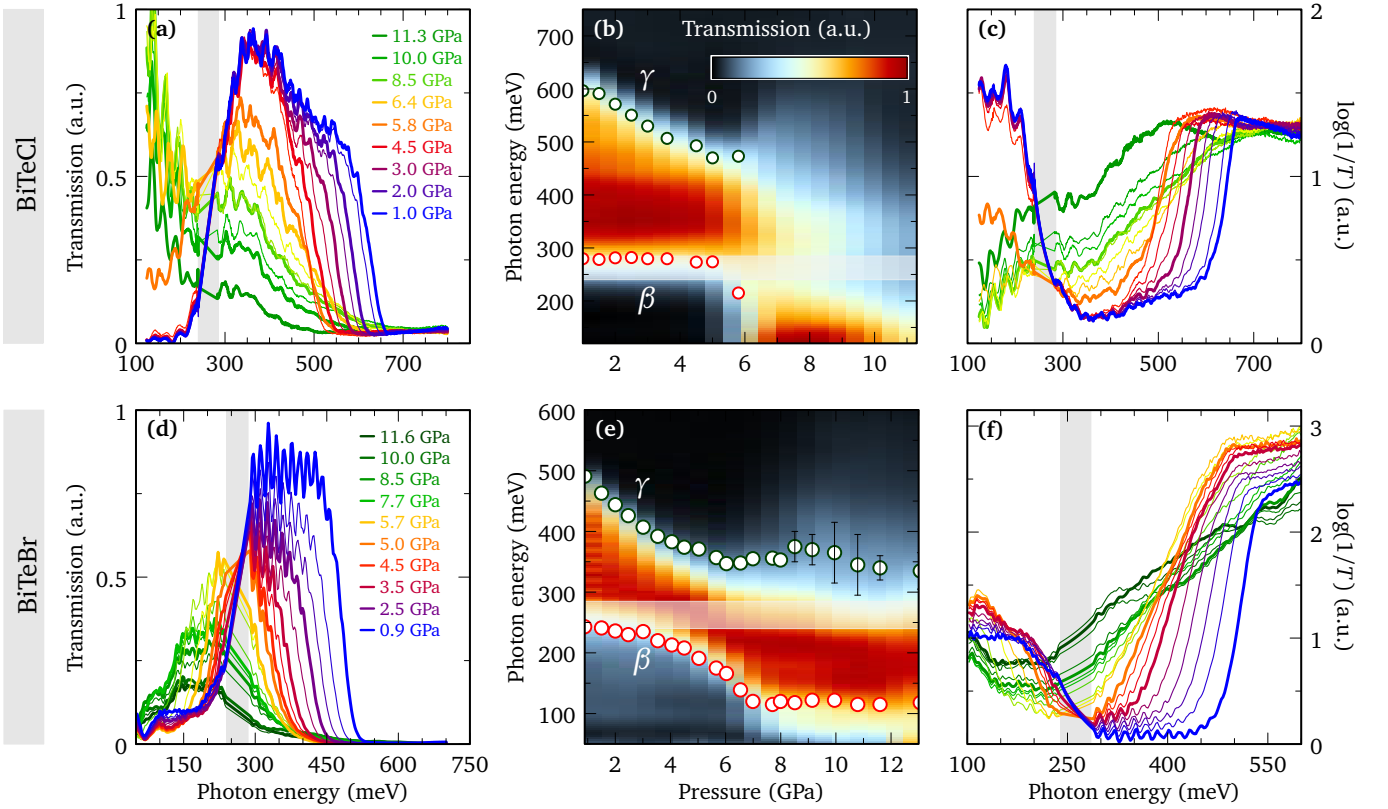 BiTeCl
(a)
1
0.5
0
Transmission (a.u.)
100
300
500
700
11.3 GPa
10.0 GPa
8.5 GPa
6.4 GPa
5.8 GPa
4.5 GPa
3.0 GPa
2.0 GPa
1.0 GPa
(b)
Transmission (a.u.)
0
1
γ
β
700
600
500
400
300
200
Photon energy (meV)
2
4
6
8
10
(c)
2
1
0
log(1/T) (a.u.)
100
300
500
700
BiTeBr
(d)
1
0.5
0
Transmission (a.u.)
150
300
450
600
750
Photon energy (meV)
11.6 GPa
10.0 GPa
8.5 GPa
7.7 GPa
5.7 GPa
5.0 GPa
4.5 GPa
3.5 GPa
2.5 GPa
0.9 GPa
(e)
γ
β
600
500
400
300
200
100
Photon energy (meV)
2
4
6
8
10
12
Pressure (GPa)
(f)
3
2
1
0
log(1/T) (a.u.)
100
250
400
550
Photon energy (meV)